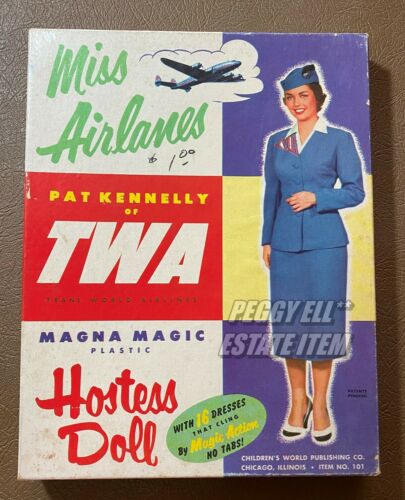 Miss
Airlanes
$1.00
PAT KENNELLY
OF
TWA
TRANS WORLD AIRLINES
MAGNA MAGIC
PLASTIC
Hostess
Doll
WITH 16 DRESSES
THAT CLING
By Magic Action
NO TABS!
PEGGY ELL**
ESTATE ITEM
PATENTS
PENDING
CHILDREN'S WORLD PUBLISHING CO.
CHICAGO, ILLINOIS • ITEM NO. 101